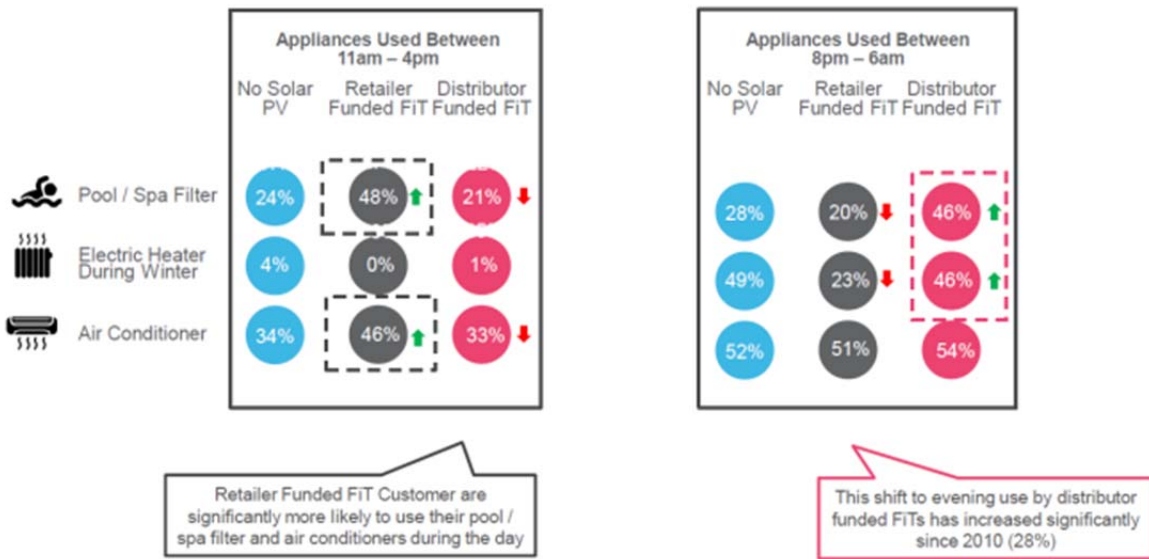 Appliances Used Between
11am – 4pm
No Solar
PV
Retailer
Funded FiT
Distributor
Funded FiT
Pool / Spa Filter
24%
48%
21%
Electric Heater
During Winter
4%
0%
1%
Air Conditioner
34%
46%
33%
Retailer Funded FiT Customer are
significantly more likely to use their pool /
spa filter and air conditioners during the day
Appliances Used Between
8pm – 6am
No Solar
PV
Retailer
Funded FiT
Distributor
Funded FiT
28%
20%
46%
49%
23%
46%
52%
51%
54%
This shift to evening use by distributor
funded FiTs has increased significantly
since 2010 (28%)